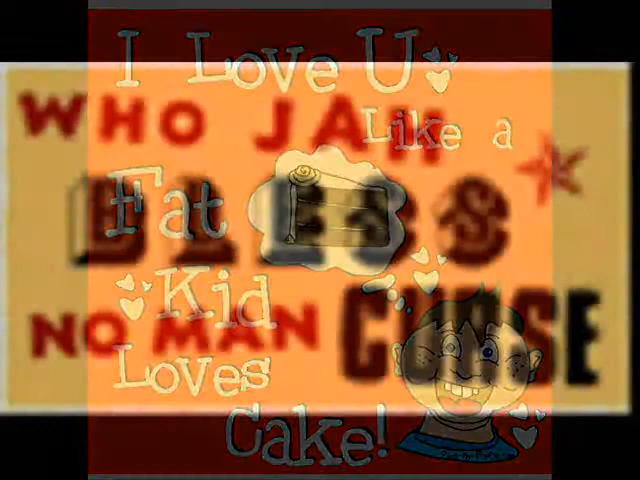 I Love U
Like a
Fat
Kid
Loves
Cake!
WHO JAH
BLESS
NO MAN CURSE